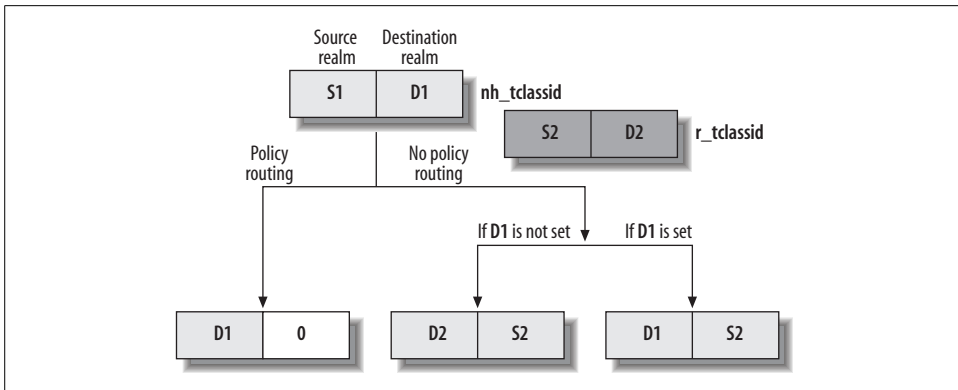 Source realm
Destination realm
S1 D1 nh_tclassid
S2 D2 r_tclassid
Policy routing
No policy routing
If D1 is not set
If D1 is set
D1 0
D2 S2
D1 S2